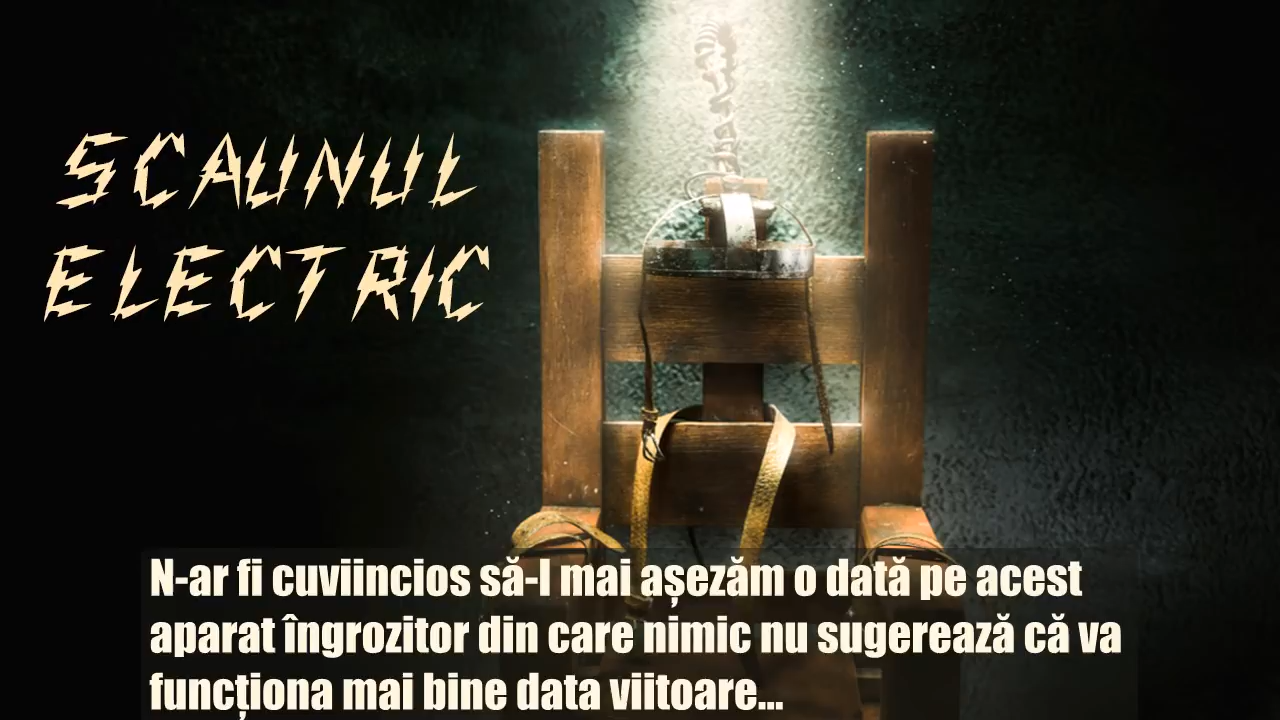 SCAUNUL
ELECTRIC
N-ar fi cuviincios să-l mai așezăm o dată pe acest
aparat îngrozitor din care nimic nu sugerează că va
funcționa mai bine data viitoare...